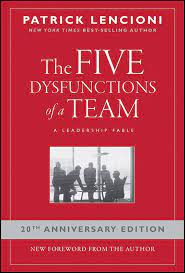 PATRICK LENCIONI
NEW YORK TIMES BEST-SELLING AUTHOR
The FIVE
DYSFUNCTIONS
of a TEAM
A LEADERSHIP FABLE
20TH ANNIVERSARY EDITION
NEW FOREWORD FROM THE AUTHOR